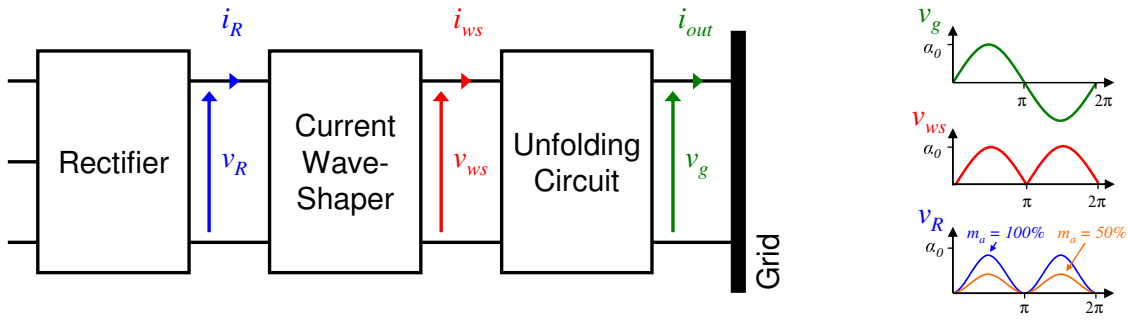 i_R
i_ws
i_out
Rectifier
v_R
Current
Wave-
Shaper
v_ws
Unfolding
Circuit
v_g
Grid
v_g
α_0
π
2π
v_ws
α_0
π
2π
v_R
m_a = 100%
m_a = 50%
α_0
π
2π